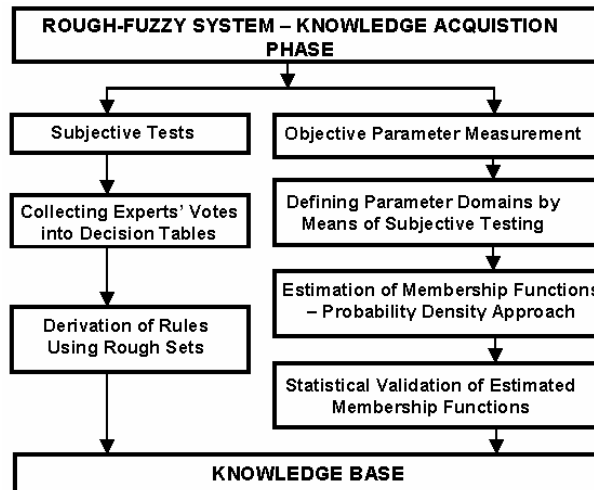 ROUGH-FUZZY SYSTEM – KNOWLEDGE ACQUISTION
PHASE
Subjective Tests
Objective Parameter Measurement
Collecting Experts' Votes
into Decision Tables
Defining Parameter Domains by
Means of Subjective Testing
Estimation of Membership Functions
– Probability Density Approach
Derivation of Rules
Using Rough Sets
Statistical Validation of Estimated
Membership Functions
KNOWLEDGE BASE